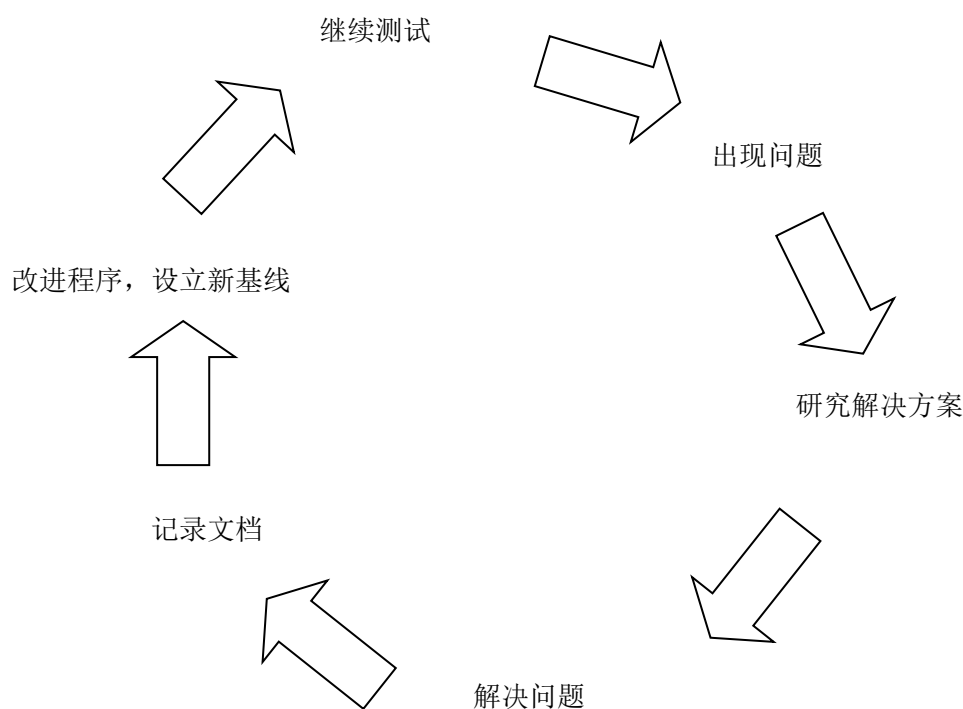 继续测试
出现问题
研究解决方案
解决问题
记录文档
改进程序，设立新基线